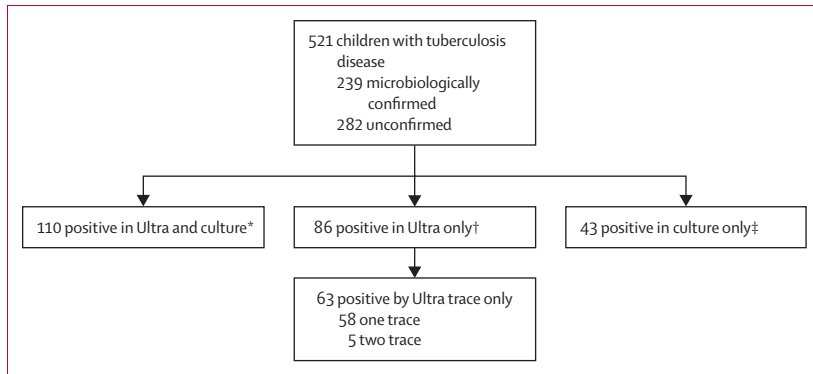 521 children with tuberculosis
disease
239 microbiologically
confirmed
282 unconfirmed
110 positive in Ultra and culture*
86 positive in Ultra only†
43 positive in culture only‡
63 positive by Ultra trace only
58 one trace
5 two trace